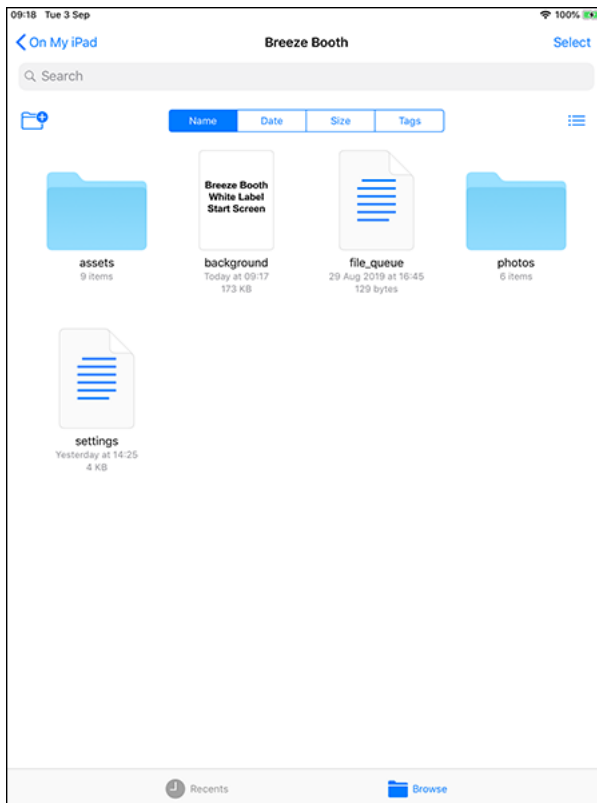 09:18 Tue 3 Sep 100%
On My iPad Breeze Booth Select
Search
Name Date Size Tags
Breeze Booth
White Label
Start Screen
assets
9 items
background
Today at 09:17
173 KB
file_queue
29 Aug 2019 at 16:45
129 bytes
photos
6 items
settings
Yesterday at 14:25
4 KB
Recents Browse